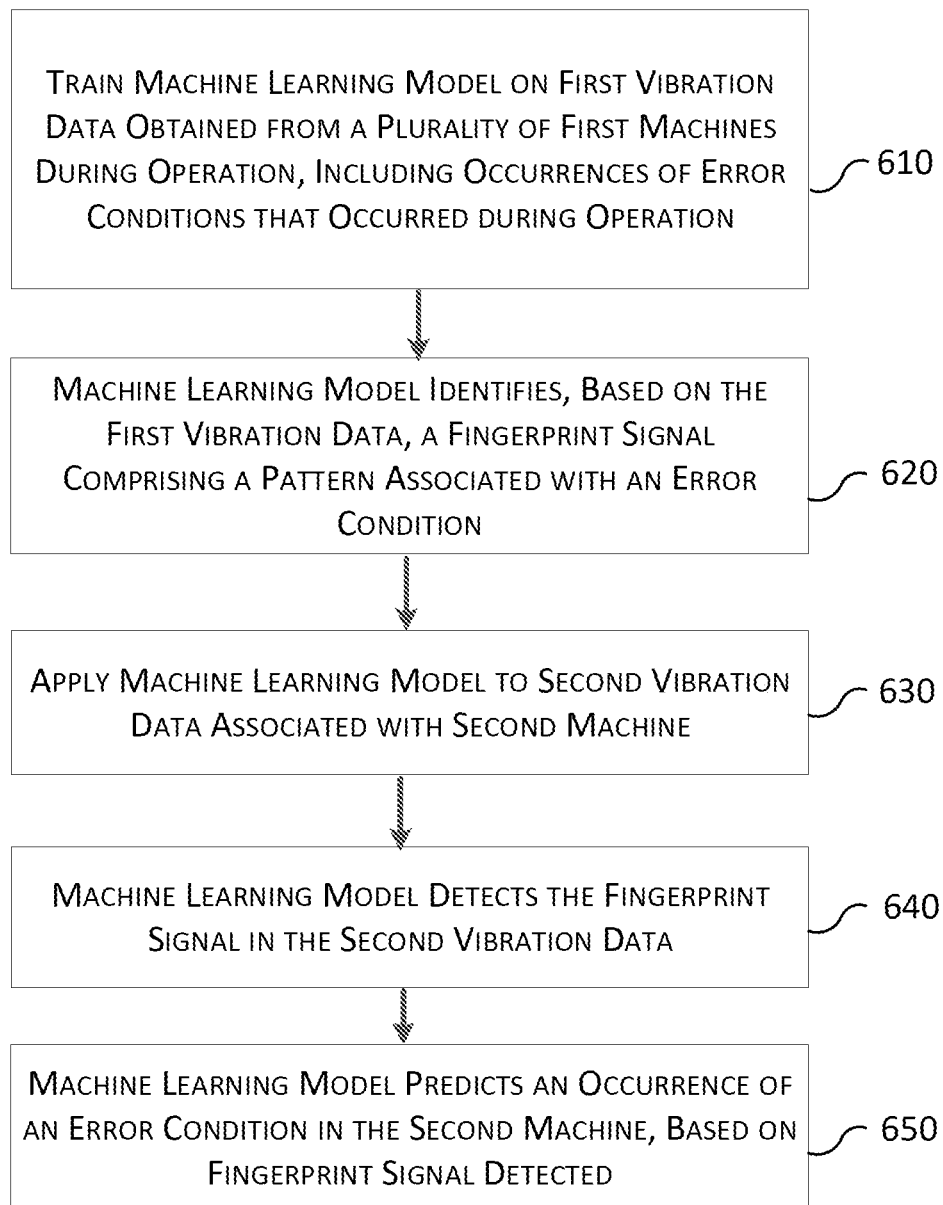 TRAIN MACHINE LEARNING MODEL ON FIRST VIBRATION
DATA OBTAINED FROM A PLURALITY OF FIRST MACHINES
DURING OPERATION, INCLUDING OCCURRENCES OF ERROR
CONDITIONS THAT OCCURRED DURING OPERATION
610
MACHINE LEARNING MODEL IDENTIFIES, BASED ON THE
FIRST VIBRATION DATA, A FINGERPRINT SIGNAL
COMPRISING A PATTERN ASSOCIATED WITH AN ERROR
CONDITION
620
APPLY MACHINE LEARNING MODEL TO SECOND VIBRATION
DATA ASSOCIATED WITH SECOND MACHINE
630
MACHINE LEARNING MODEL DETECTS THE FINGERPRINT
SIGNAL IN THE SECOND VIBRATION DATA
640
MACHINE LEARNING MODEL PREDICTS AN OCCURRENCE OF
AN ERROR CONDITION IN THE SECOND MACHINE, BASED ON
FINGERPRINT SIGNAL DETECTED
650